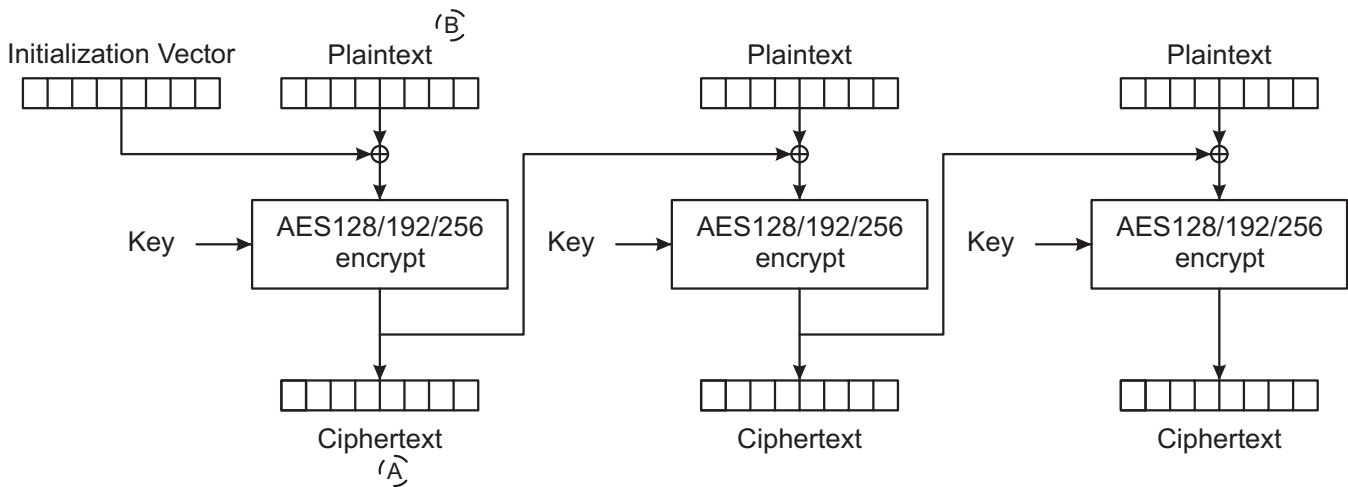 B
Initialization Vector Plaintext Plaintext Plaintext
Key AES128/192/256 Key AES128/192/256 Key AES128/192/256
encrypt encrypt encrypt
Ciphertext Ciphertext Ciphertext
A